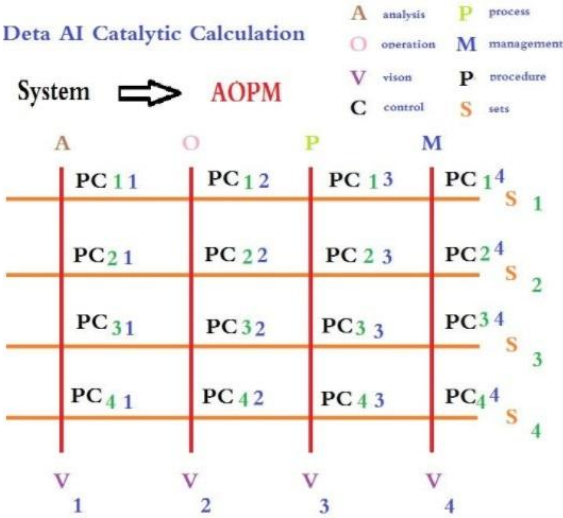 Deta AI Catalytic Calculation
A analysis P process
O operation M management
V vison P procedure
C control S sets
System AOPM
A O P M
PC 1 1 PC 1 2 PC 1 3 PC 1 4
S 1
PC 2 1 PC 2 2 PC 2 3 PC 2 4
S 2
PC 3 1 PC 3 2 PC 3 3 PC 3 4
S 3
PC 4 1 PC 4 2 PC 4 3 PC 4 4
S 4
V 1 V 2 V 3 V 4